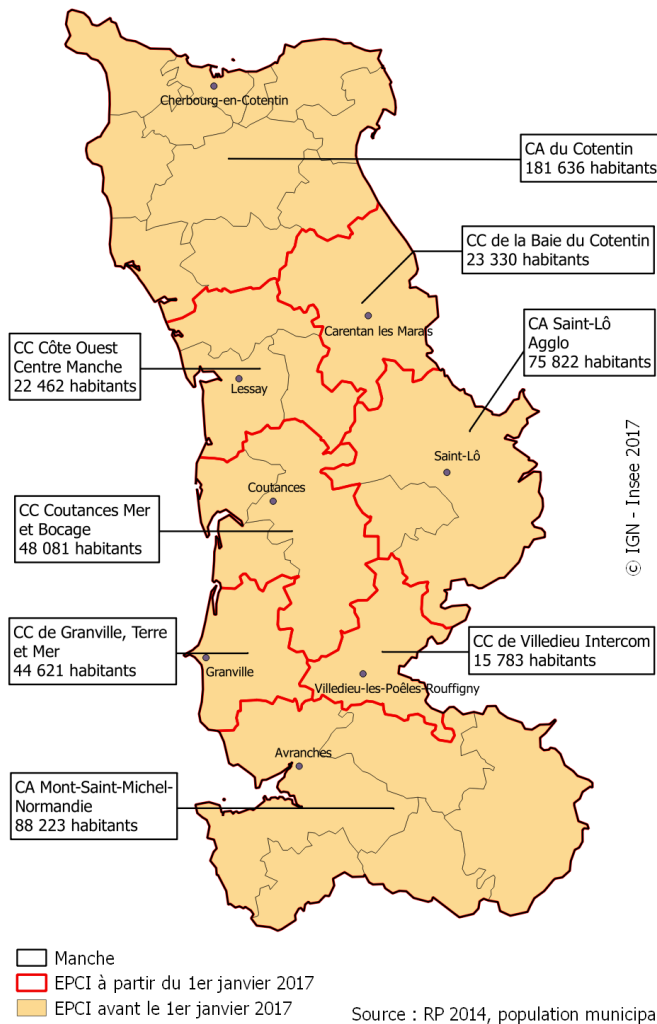 Cherbourg-en-Cotentin
CA du Cotentin
181 636 habitants
CC de la Baie du Cotentin
23 330 habitants
Carentan les Marais
CA Saint-Lô
Agglo
75 822 habitants
CC Côte Ouest
Centre Manche
22 462 habitants
Lessay
Saint-Lô
Coutances
CC Coutances Mer
et Bocage
48 081 habitants
© IGN - Insee 2017
CC de Granville, Terre
et Mer
44 621 habitants
Granville
CC de Villedieu Intercom
15 783 habitants
Villedieu-les-Poêles-Rouffigny
Avranches
CA Mont-Saint-Michel-
Normandie
88 223 habitants
Manche
EPCI à partir du 1er janvier 2017
EPCI avant le 1er janvier 2017
Source : RP 2014, population municipa